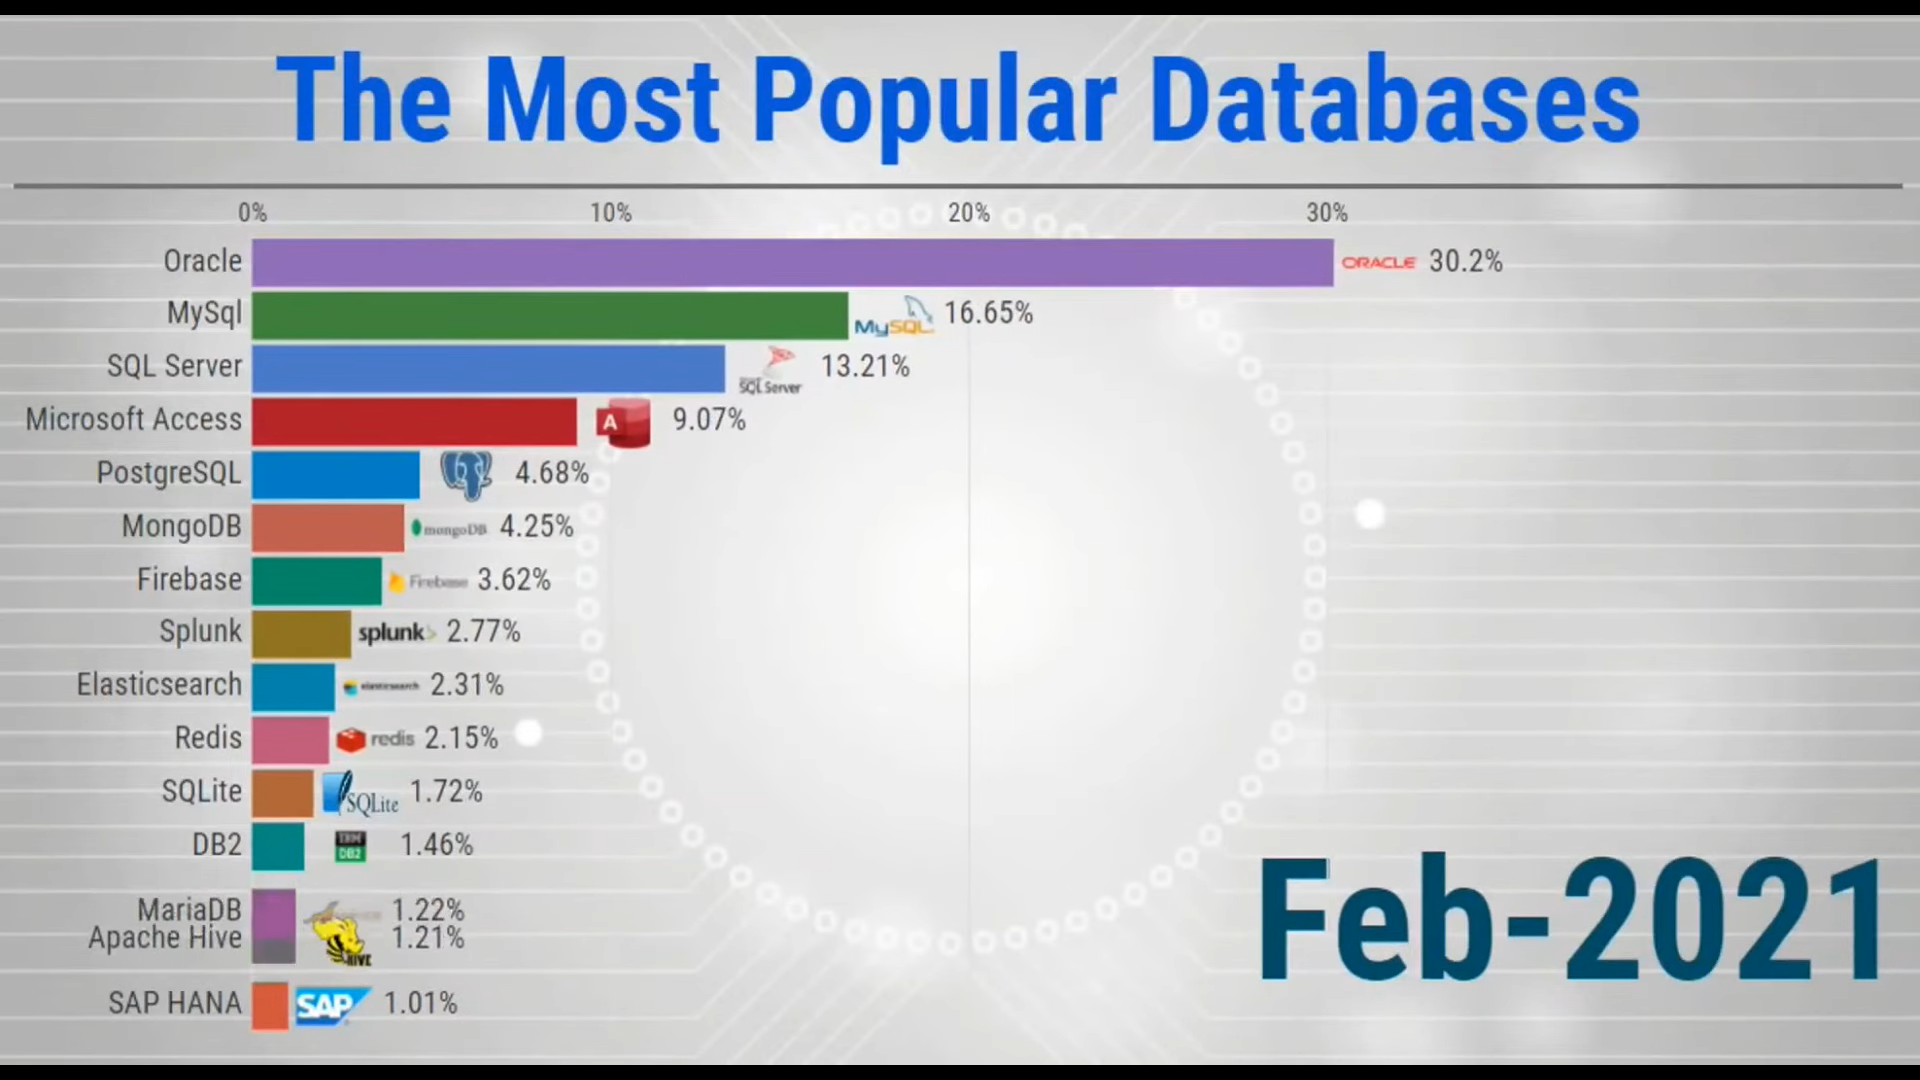 The Most Popular Databases
0% 10% 20% 30%
Oracle ORACLE 30.2%
MySql MySQL 16.65%
SQL Server SQL Server 13.21%
Microsoft Access A 9.07%
PostgreSQL 4.68%
MongoDB mongoDB 4.25%
Firebase Firebase 3.62%
Splunk splunk> 2.77%
Elasticsearch elasticsearch 2.31%
Redis redis 2.15%
SQLite SQLite 1.72%
DB2 IBM DB2 1.46%
MariaDB 1.22%
Apache Hive HIVE 1.21%
SAP HANA SAP 1.01%
Feb-2021